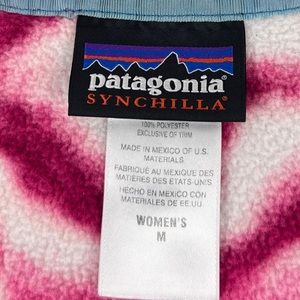 patagonia
SYNCHILLA
100% POLYESTER
EXCLUSIVE OF TRIM
MADE IN MEXICO OF U.S.
MATERIALS
FABRIQUÉ AU MEXIQUE DES
MATIÈRES DES ÉTATS-UNIS
HECHO EN MÉXICO CON
MATERIALES DE EE.UU.
WOMEN'S
M